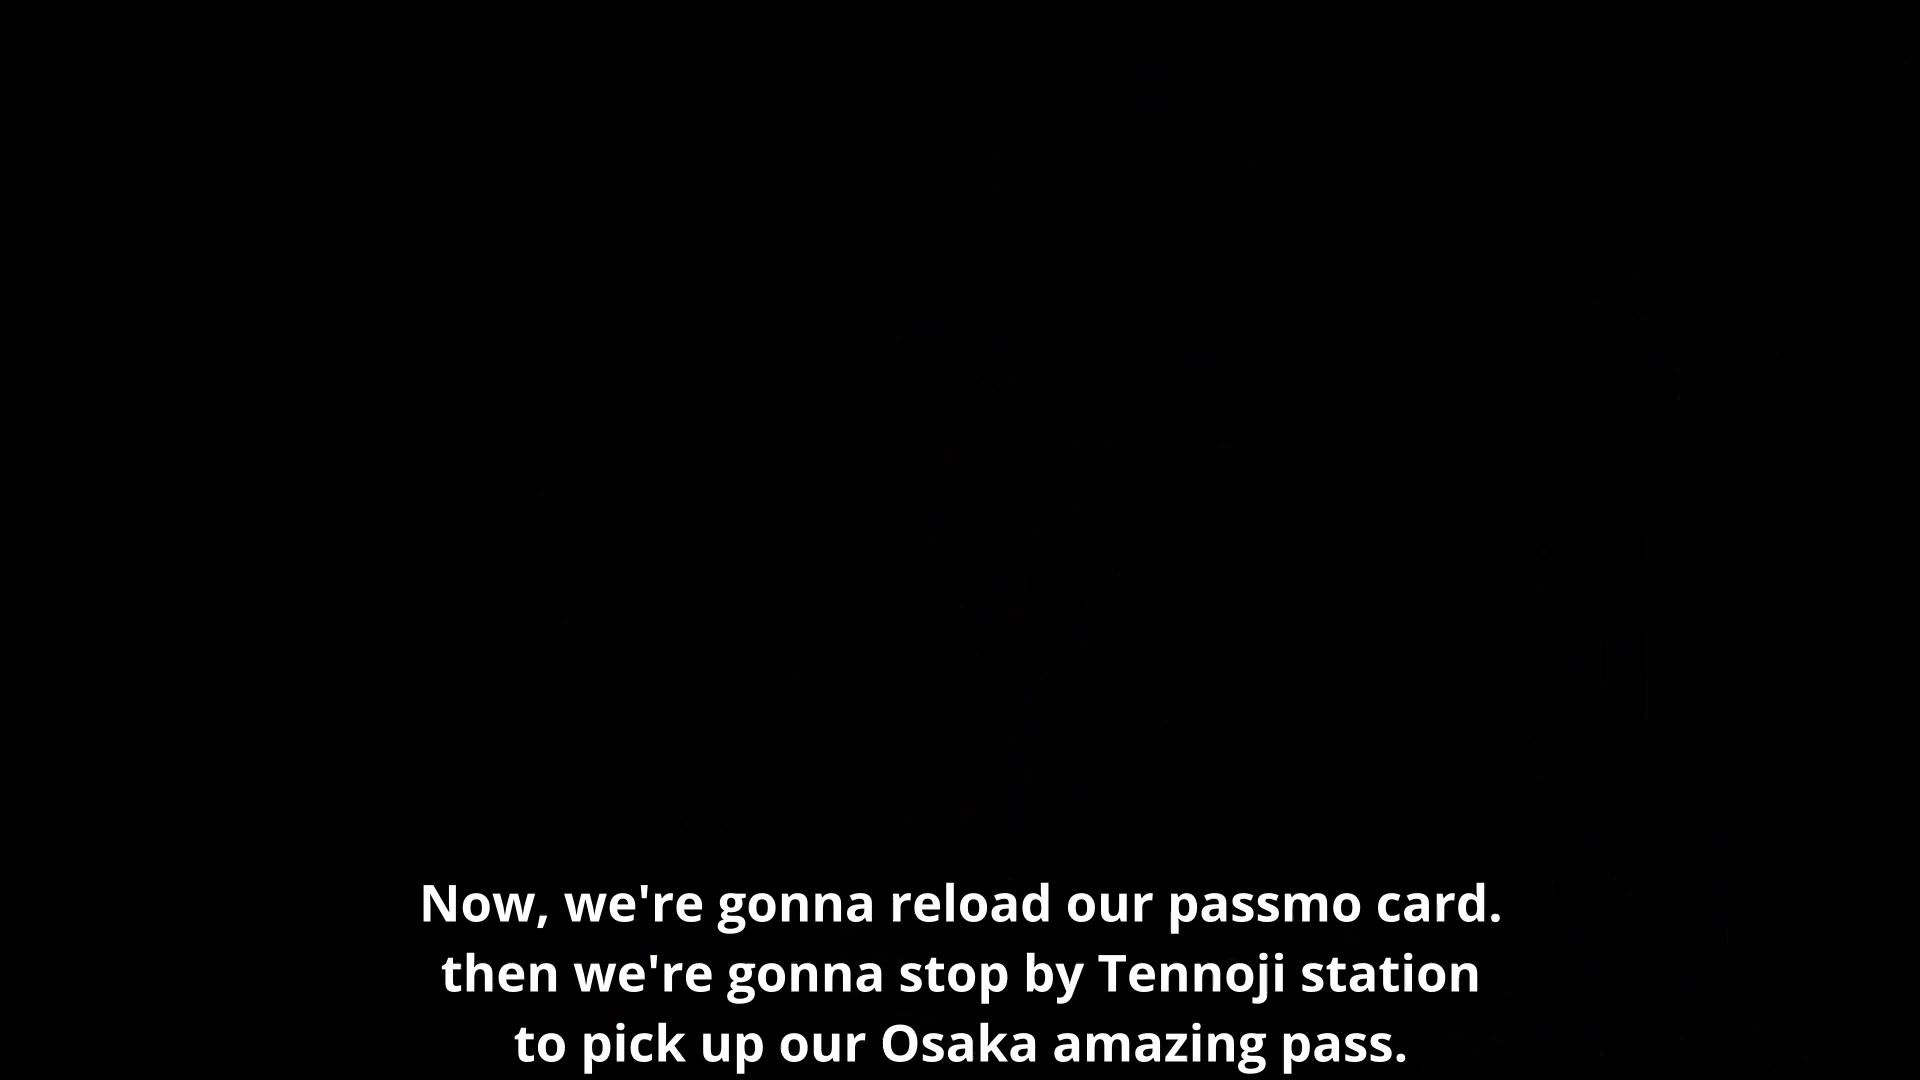 Now, we're gonna reload our passmo card.
then we're gonna stop by Tennoji station
to pick up our Osaka amazing pass.